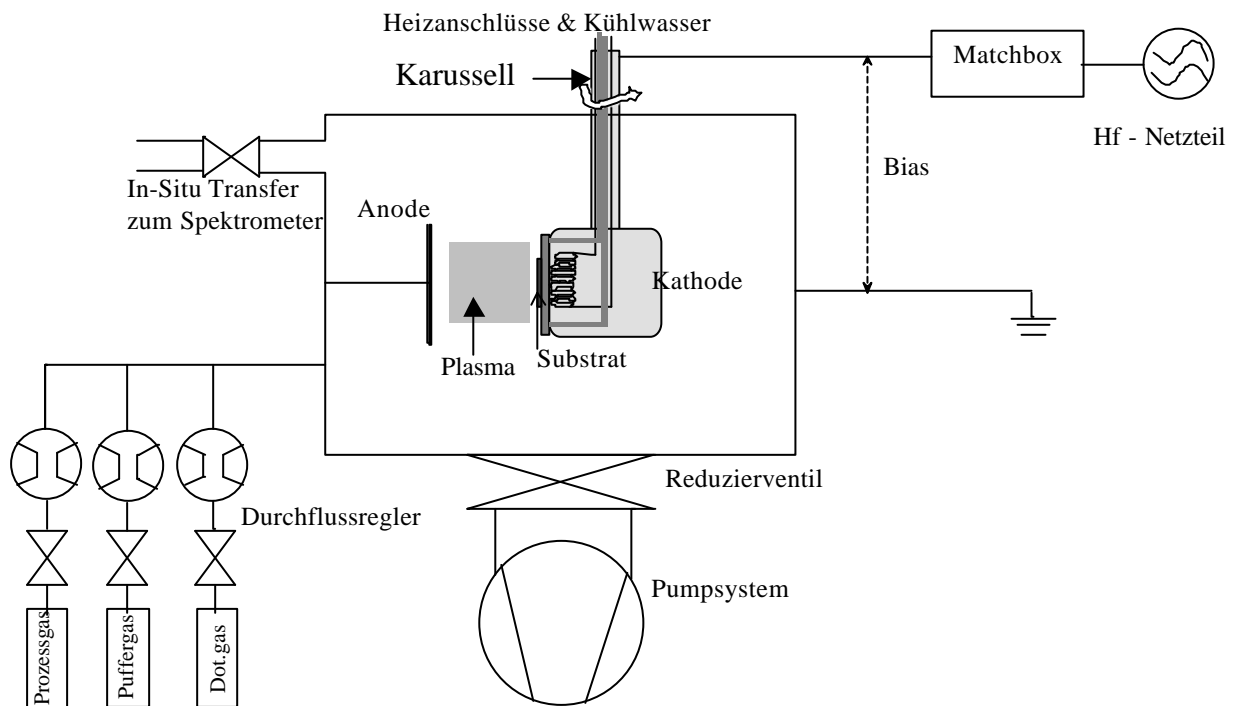 Heizanschlüsse & Kühlwasser
Karussell
Matchbox
Hf - Netzteil
Bias
In-Situ Transfer
zum Spektrometer
Anode
Kathode
Plasma
Substrat
Reduzierventil
Durchflussregler
Pumpsystem
Prozessgas
Puffergas
Dot.gas